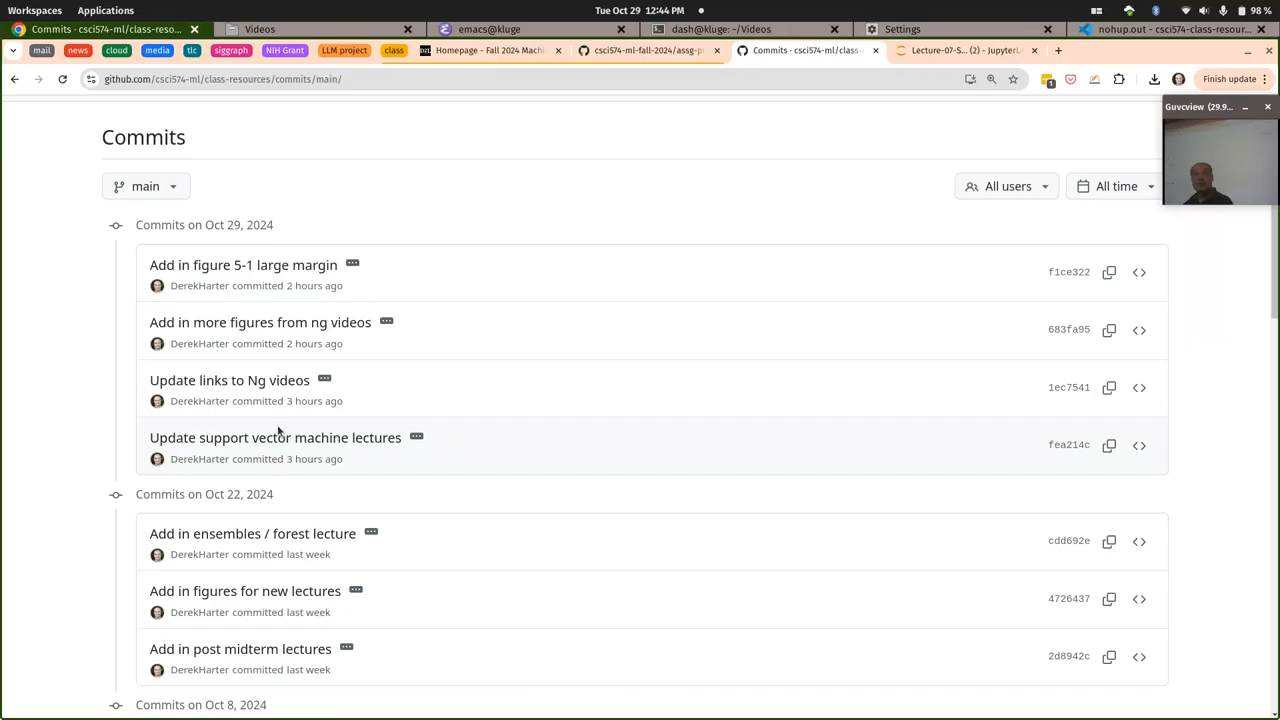 Workspaces Applications Tue Oct 29 12:44 PM 98 %
Commits · csci574-ml/class-reso... Videos emacs@kluge dash@kluge: ~/Videos Settings nohup.out - csci574-class-resour...
mail news cloud media tlc siggraph NIH Grant LLM project class Homepage - Fall 2024 Machi csci574-ml-fall-2024/assg-p Commits · csci574-ml/class- Lecture-07-S... (2) - JupyterL
github.com/csci574-ml/class-resources/commits/main/ 1 Finish update
Guvcview (29.9...
Commits
main All users All time
Commits on Oct 29, 2024
Add in figure 5-1 large margin
f1ce322
DerekHarter committed 2 hours ago
Add in more figures from ng videos
683fa95
DerekHarter committed 2 hours ago
Update links to Ng videos
1ec7541
DerekHarter committed 3 hours ago
Update support vector machine lectures
fea214c
DerekHarter committed 3 hours ago
Commits on Oct 22, 2024
Add in ensembles / forest lecture
cdd692e
DerekHarter committed last week
Add in figures for new lectures
4726437
DerekHarter committed last week
Add in post midterm lectures
2d8942c
DerekHarter committed last week
Commits on Oct 8, 2024